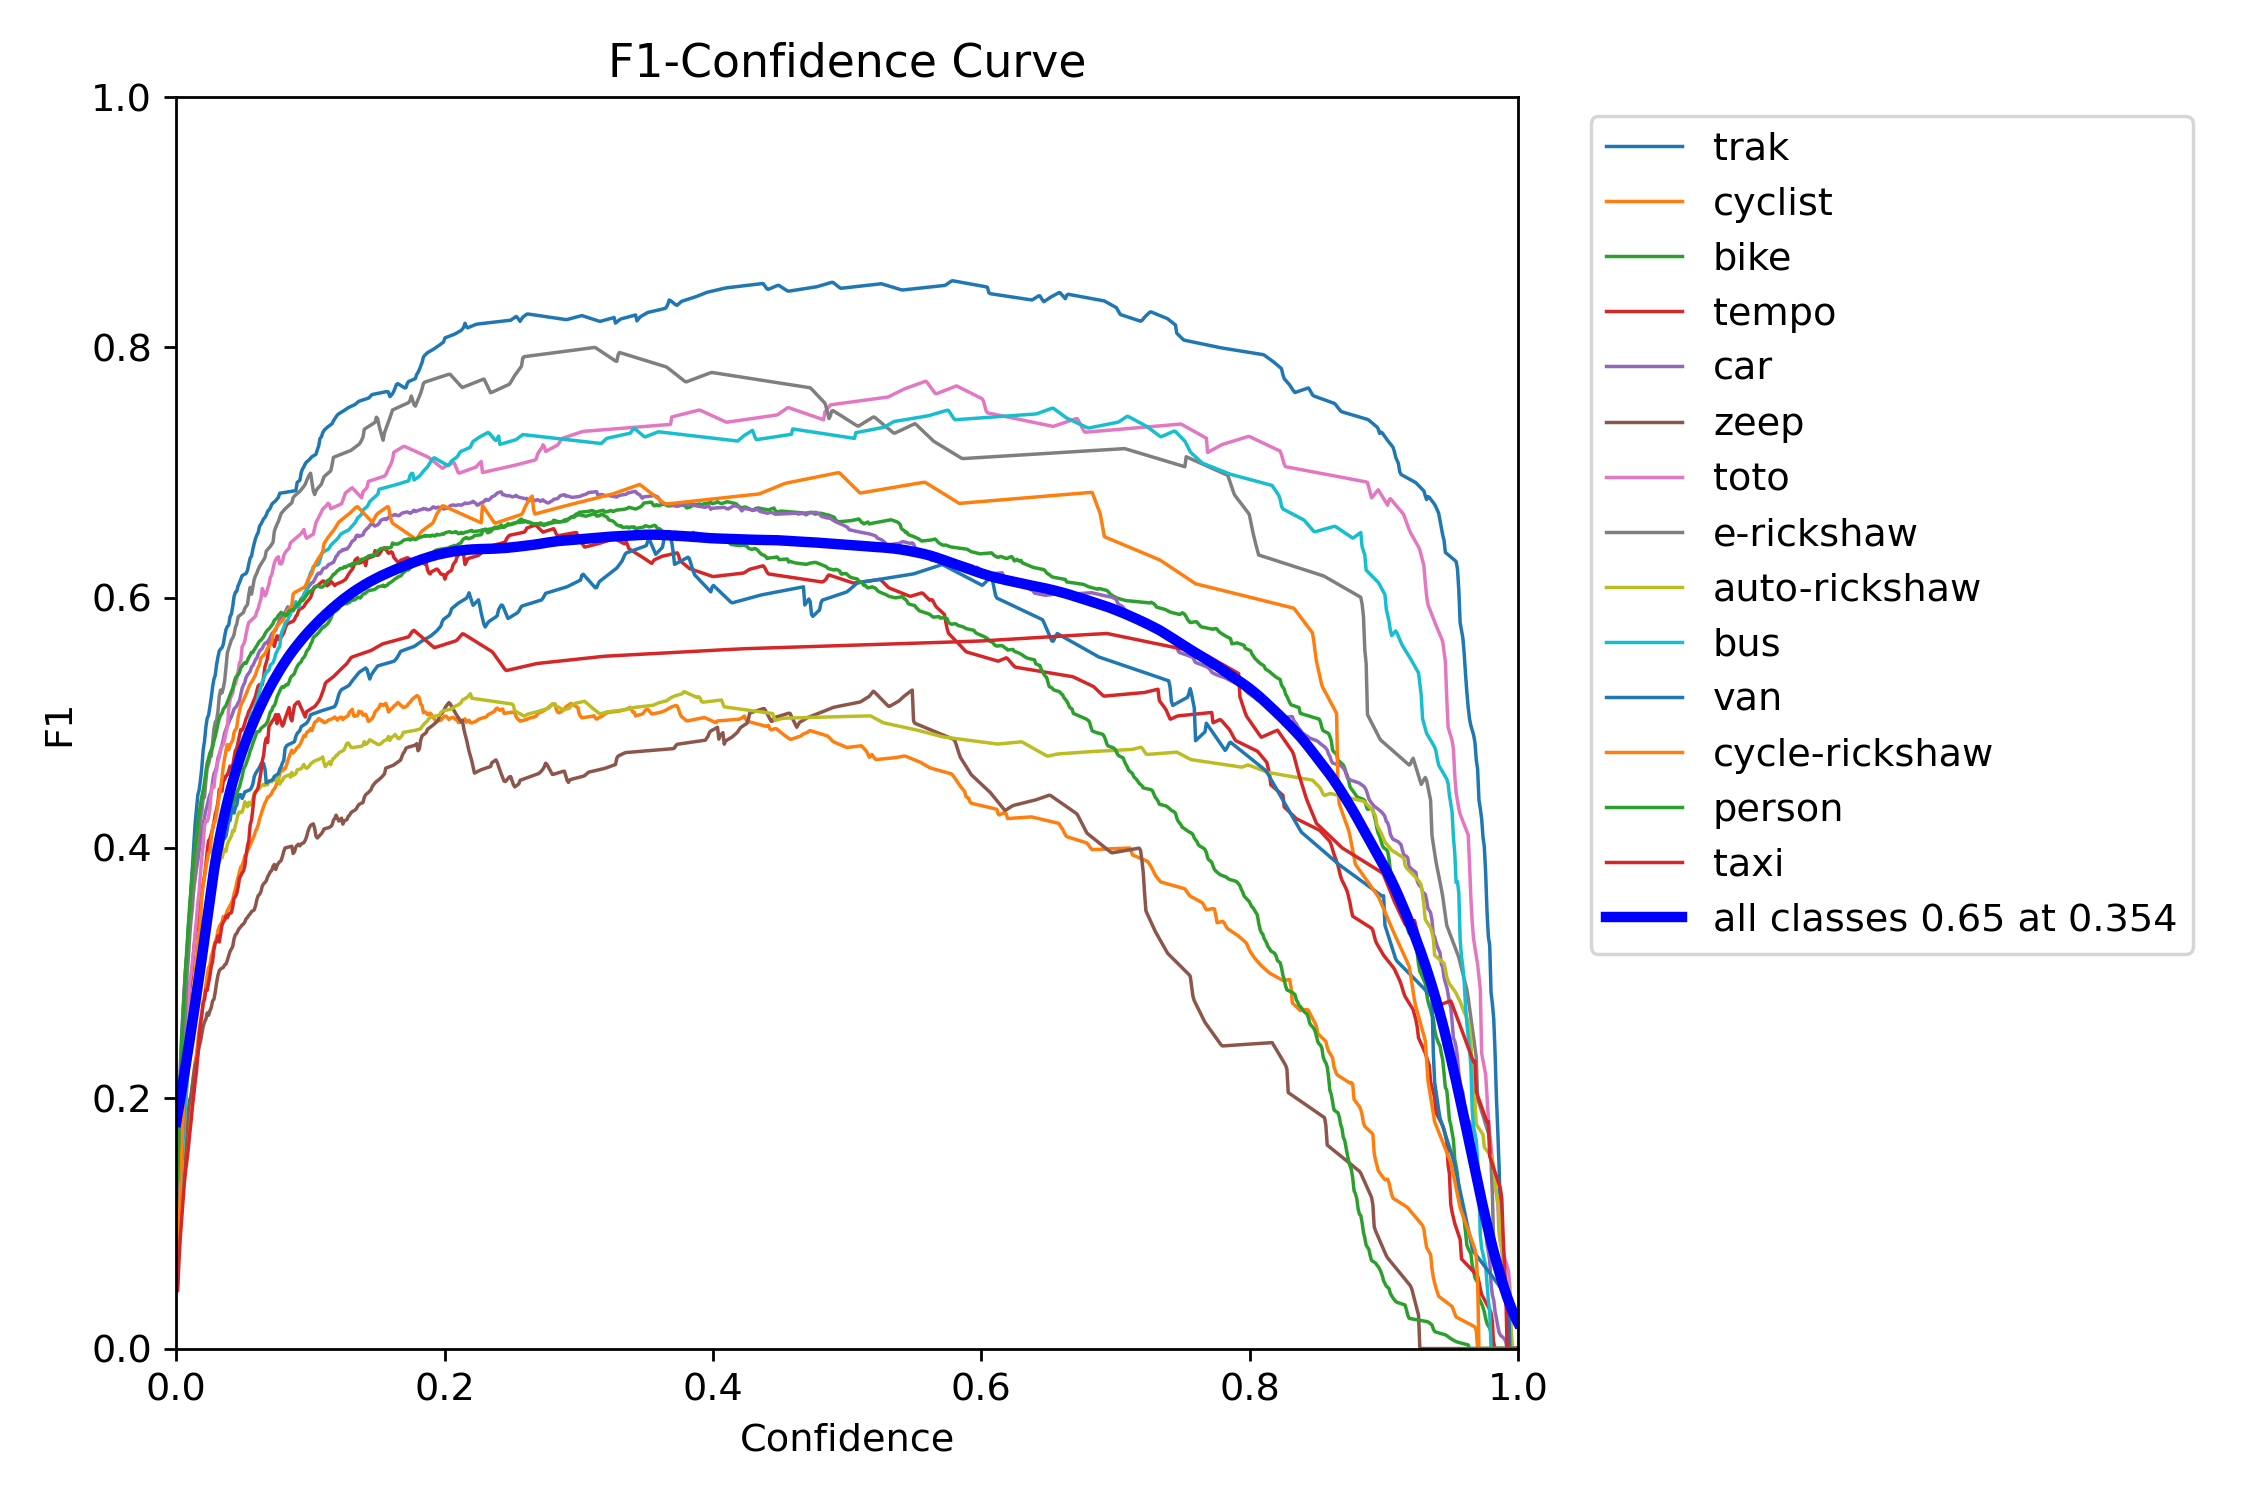 F1-Confidence Curve
1.0
0.8
0.6
0.4
0.2
0.0
F1
0.0 0.2 0.4 0.6 0.8 1.0
Confidence
trak
cyclist
bike
tempo
car
zeep
toto
e-rickshaw
auto-rickshaw
bus
van
cycle-rickshaw
person
taxi
all classes 0.65 at 0.354